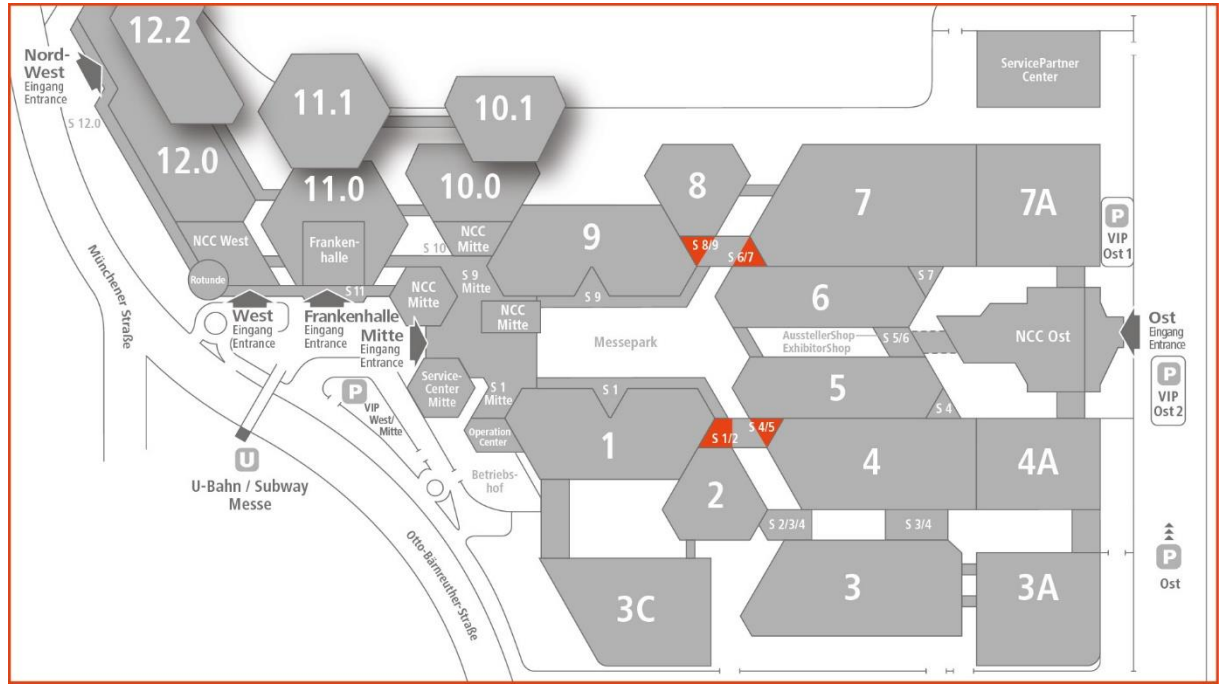 12.2
Nord-
West
Eingang
Entrance
S 12.0
12.0
11.1
10.1
11.0
10.0
NCC West
Franken-
halle
S 10
NCC
Mitte
Rotunde
S 11
NCC
Mitte
S 9
Mitte
NCC
Mitte
9
S 9
8
S 8/9
S 6/7
7
7A
ServicePartner
Center
P
VIP
Ost 1
S 7
6
AusstellerShop
ExhibitorShop
S 5/6
NCC Ost
Ost
Eingang
Entrance
P
VIP
Ost 2
Messepark
West
Eingang
Entrance
Frankenhalle
Eingang
Entrance
Mitte
Eingang
Entrance
Münchener Straße
P
VIP
West/
Mitte
Service-
Center
Mitte
S 1
Mitte
S 1
5
S 4
Operation
Center
1
S 1/2
S 4/5
4
4A
U
U-Bahn / Subway
Messe
Betriebs-
hof
2
S 2/3/4
S 3/4
Otto-Bärnreuther-Straße
3C
3
3A
P
Ost